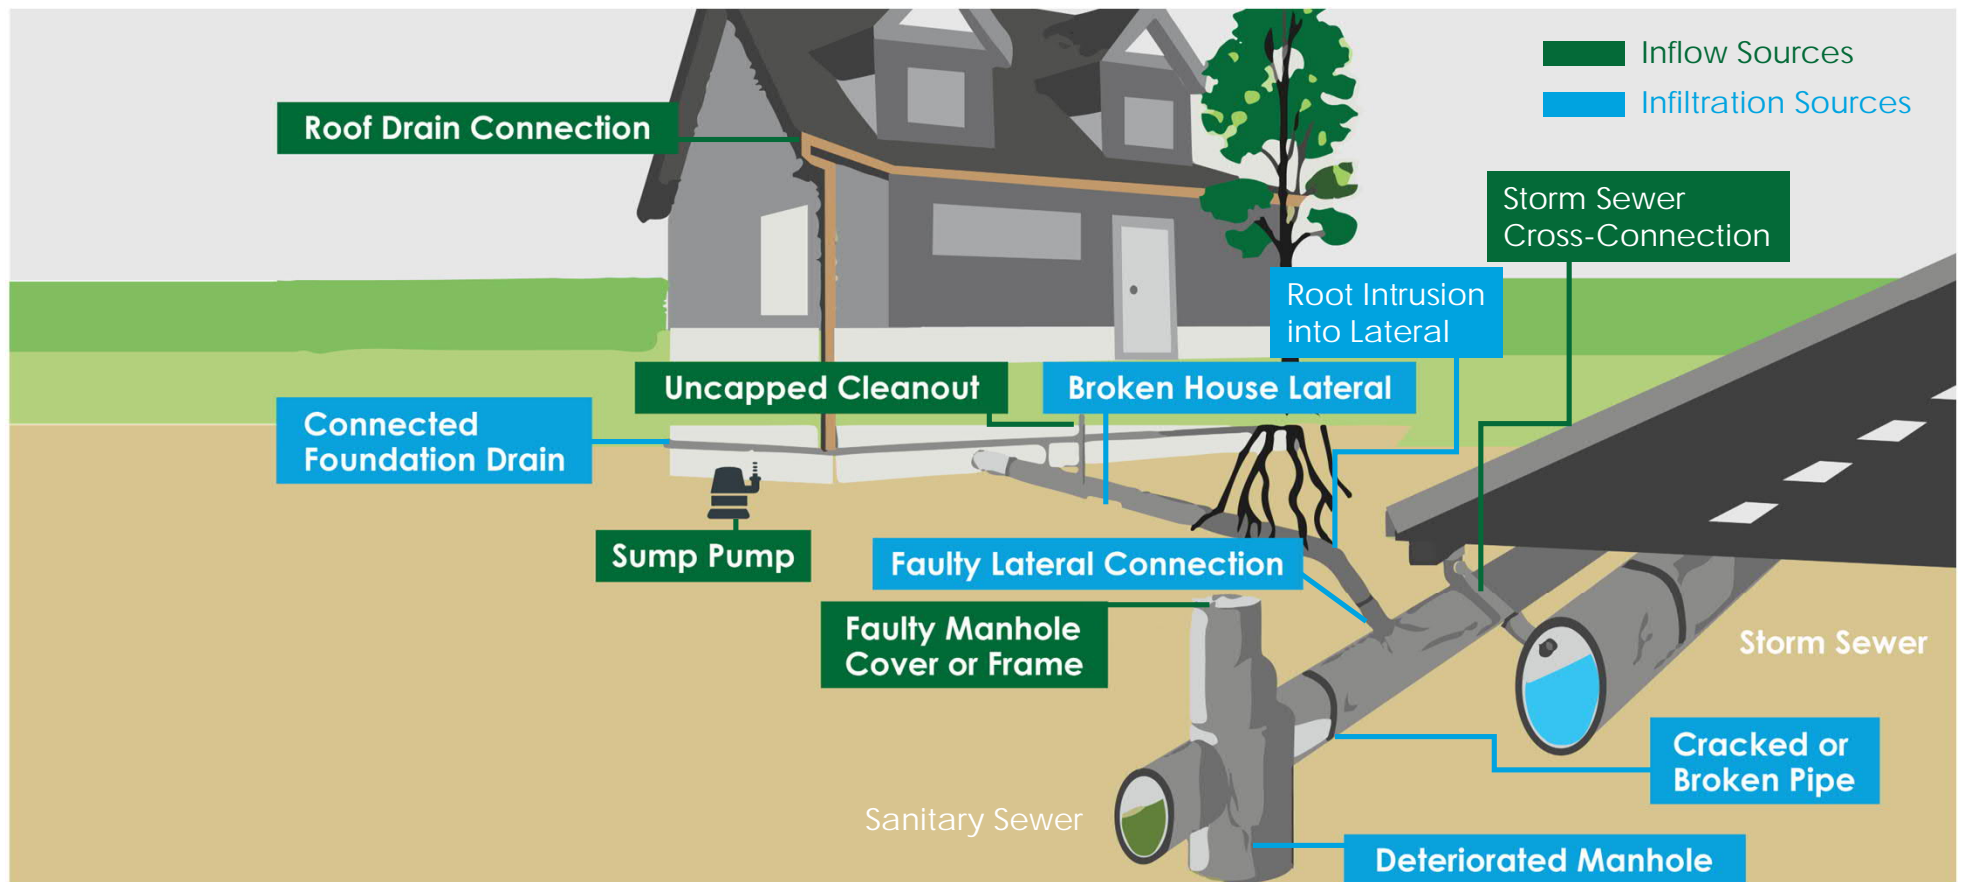 Inflow Sources
Infiltration Sources
Roof Drain Connection
Storm Sewer
Cross-Connection
Root Intrusion
into Lateral
Uncapped Cleanout
Broken House Lateral
Connected
Foundation Drain
Sump Pump
Faulty Lateral Connection
Faulty Manhole
Cover or Frame
Storm Sewer
Cracked or
Broken Pipe
Sanitary Sewer
Deteriorated Manhole